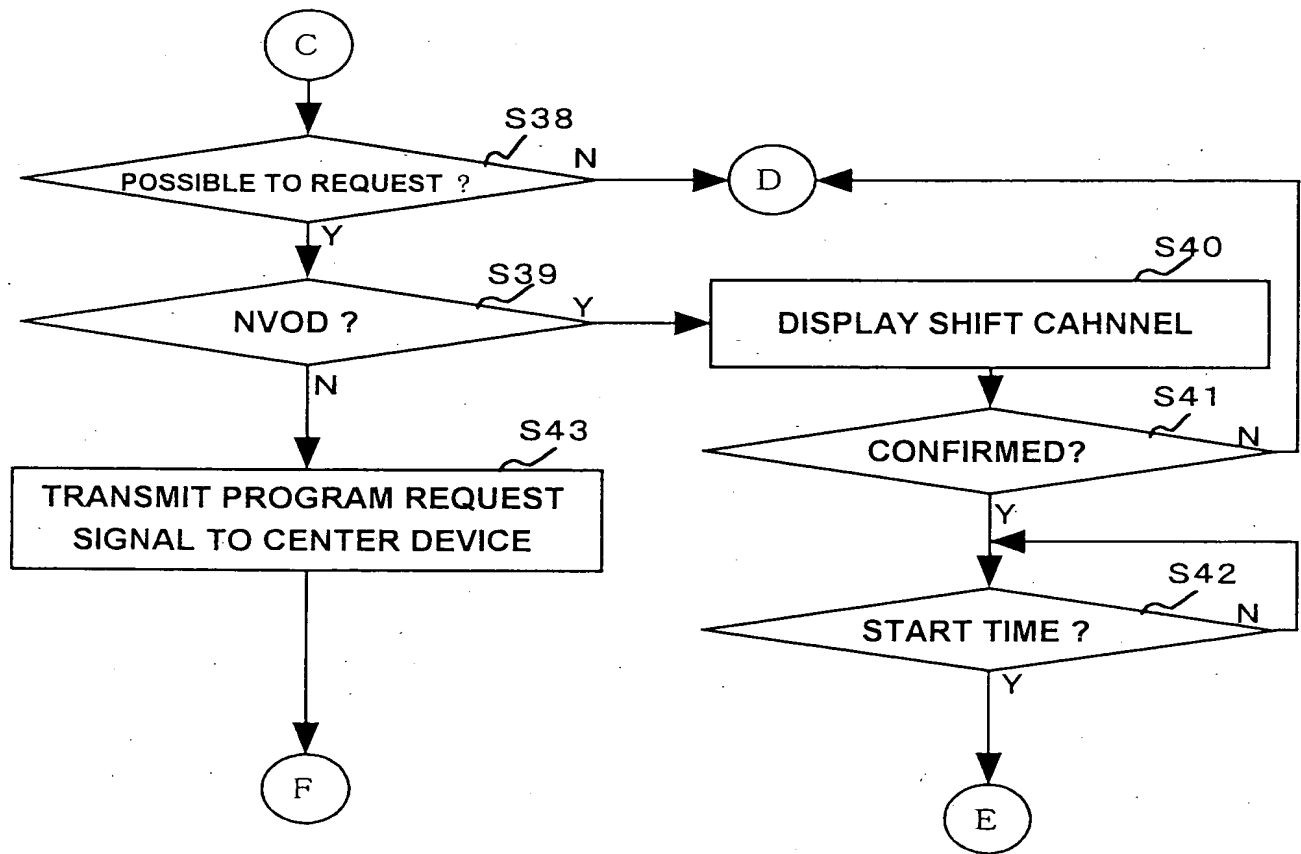 C
S38
POSSIBLE TO REQUEST ?
N
D
Y
S39
NVOD ?
Y
S40
DISPLAY SHIFT CAHNNEL
N
S41
CONFIRMED?
N
S43
TRANSMIT PROGRAM REQUEST
SIGNAL TO CENTER DEVICE
Y
S42
START TIME ?
N
Y
F
E